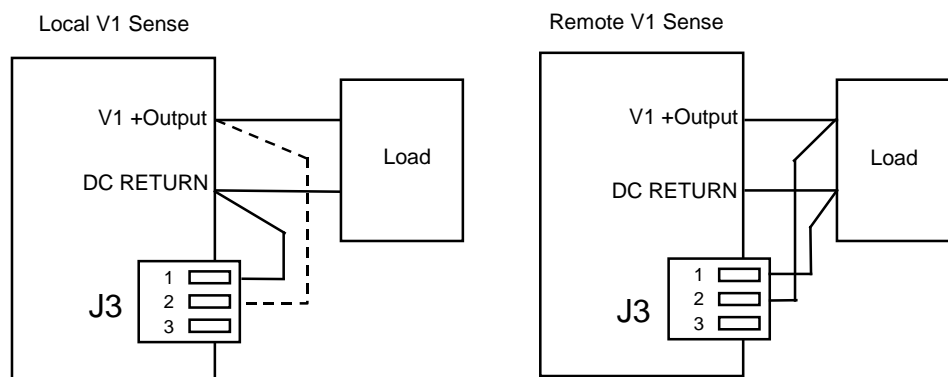 Local V1 Sense
V1 +Output
DC RETURN
Load
J3
1
2
3
Remote V1 Sense
V1 +Output
DC RETURN
Load
J3
1
2
3